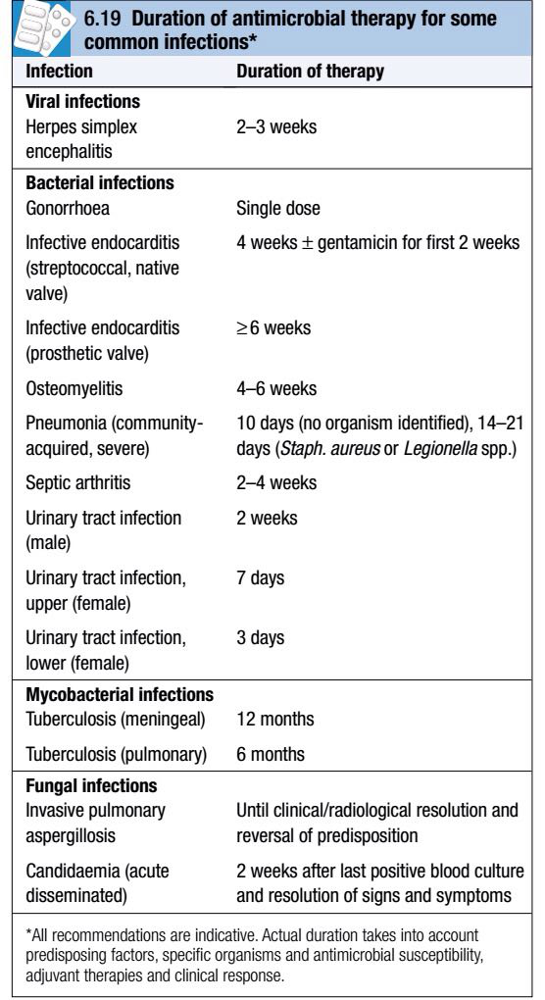 6.19 Duration of antimicrobial therapy for some
common infections*
Infection Duration of therapy
Viral infections
Herpes simplex 2–3 weeks
encephalitis
Bacterial infections
Gonorrhoea Single dose
Infective endocarditis 4 weeks ± gentamicin for first 2 weeks
(streptococcal, native
valve)
Infective endocarditis ≥6 weeks
(prosthetic valve)
Osteomyelitis 4–6 weeks
Pneumonia (community- 10 days (no organism identified), 14–21
acquired, severe) days (Staph. aureus or Legionella spp.)
Septic arthritis 2–4 weeks
Urinary tract infection 2 weeks
(male)
Urinary tract infection, 7 days
upper (female)
Urinary tract infection, 3 days
lower (female)
Mycobacterial infections
Tuberculosis (meningeal) 12 months
Tuberculosis (pulmonary) 6 months
Fungal infections
Invasive pulmonary Until clinical/radiological resolution and
aspergillosis reversal of predisposition
Candidaemia (acute 2 weeks after last positive blood culture
disseminated) and resolution of signs and symptoms
*All recommendations are indicative. Actual duration takes into account
predisposing factors, specific organisms and antimicrobial susceptibility,
adjuvant therapies and clinical response.